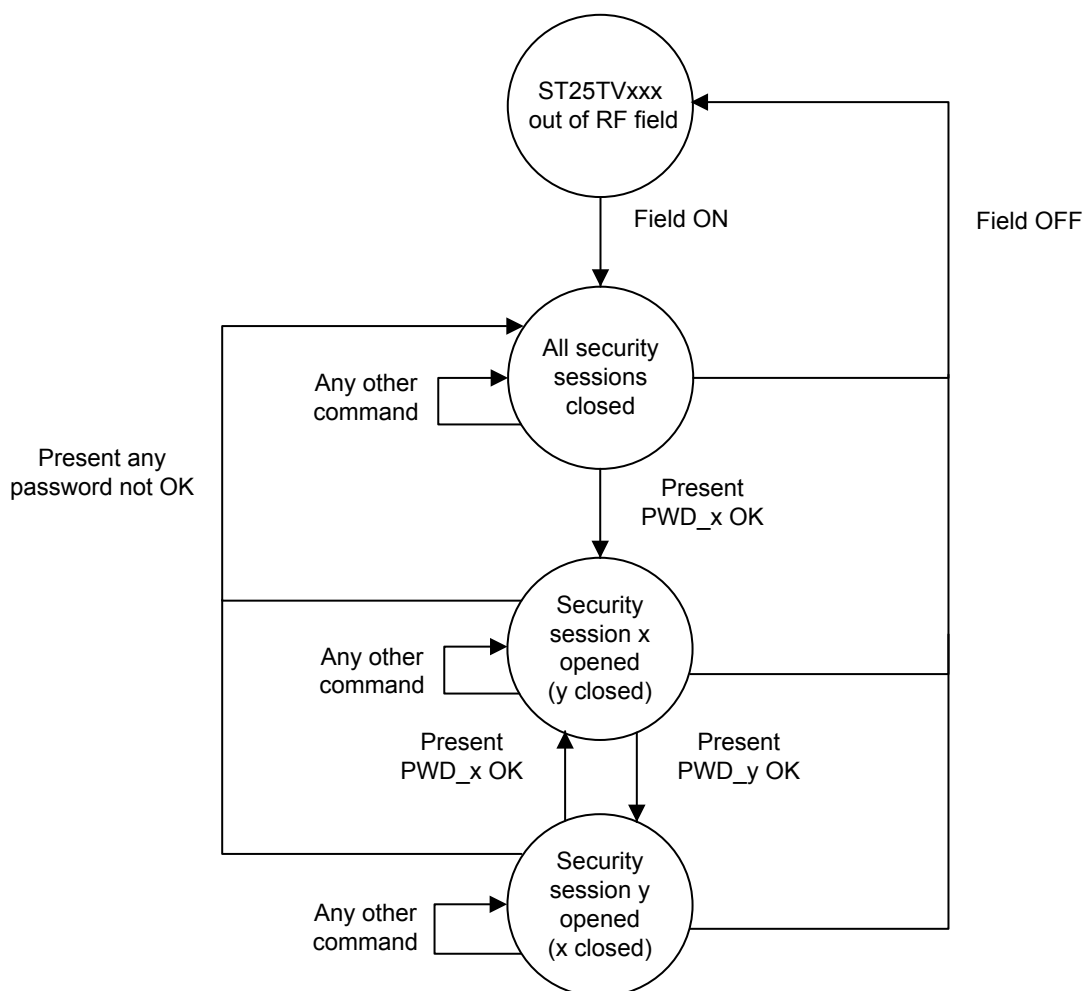 ST25TVxxx
out of RF field
Field ON
Field OFF
All security
sessions
closed
Any other
command
Present any
password not OK
Present
PWD_x OK
Security
session x
opened
(y closed)
Any other
command
Present
PWD_x OK
Present
PWD_y OK
Security
session y
opened
(x closed)
Any other
command